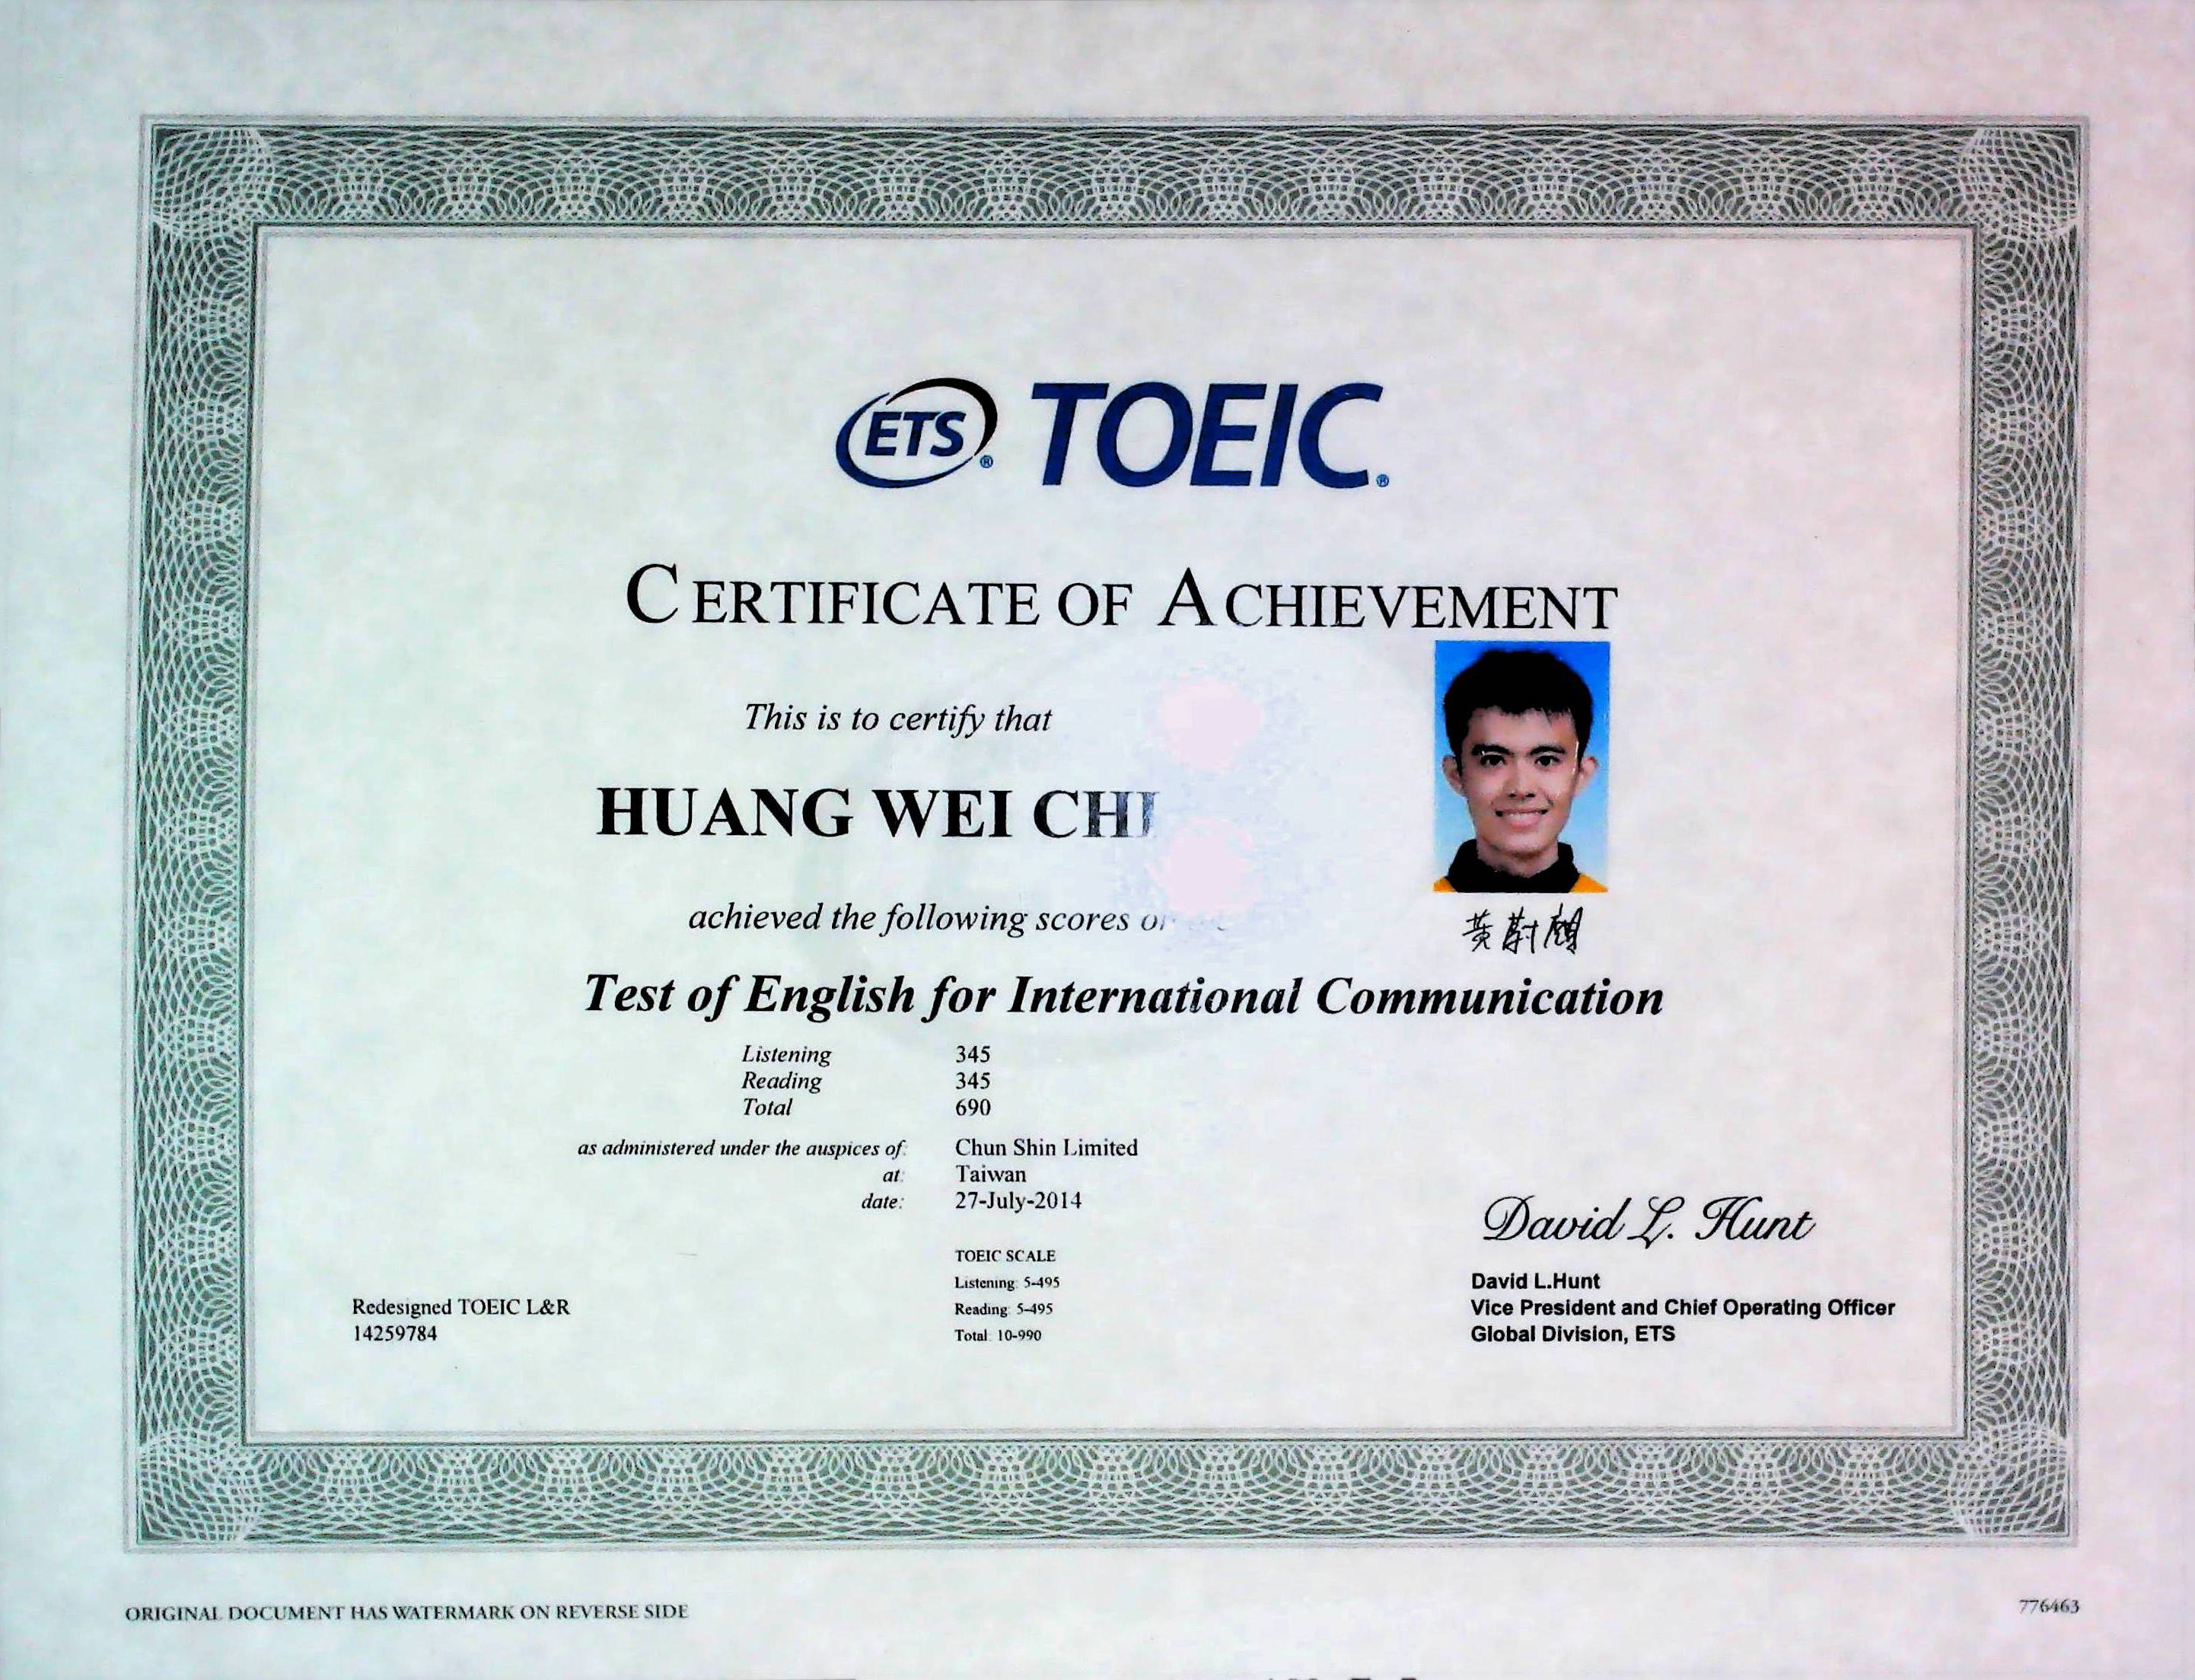 ETS® TOEIC®
CERTIFICATE OF ACHIEVEMENT
This is to certify that
HUANG WEI CHI
achieved the following scores on
黃蔚
Test of English for International Communication
Listening 345
Reading 345
Total 690
as administered under the auspices of: Chun Shin Limited
at: Taiwan
date: 27-July-2014
David L. Hunt
TOEIC SCALE
Listening: 5-495
Reading: 5-495
Total: 10-990
Redesigned TOEIC L&R
14259784
David L.Hunt
Vice President and Chief Operating Officer
Global Division, ETS
ORIGINAL DOCUMENT HAS WATERMARK ON REVERSE SIDE
776463